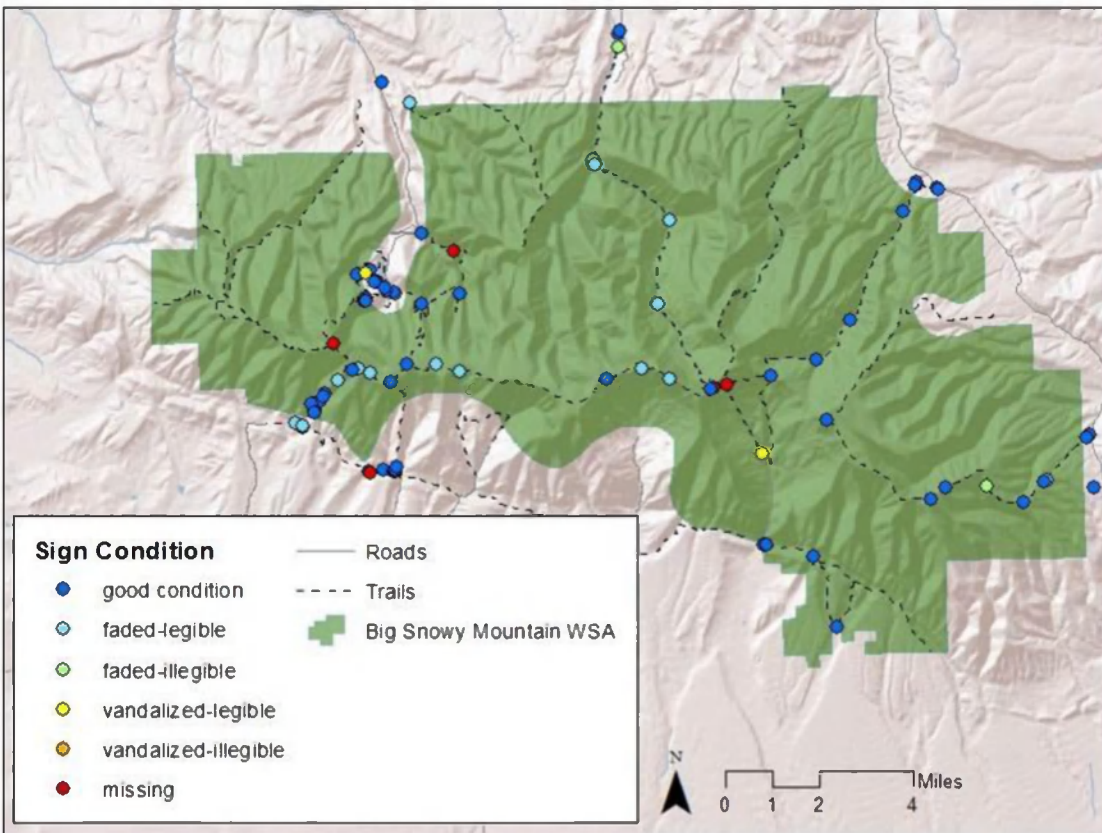 Sign Condition
good condition
faded-legible
faded-illegible
vandalized-legible
vandalized-illegible
missing
Roads
Trails
Big Snowy Mountain WSA
N
Miles
0 1 2 4